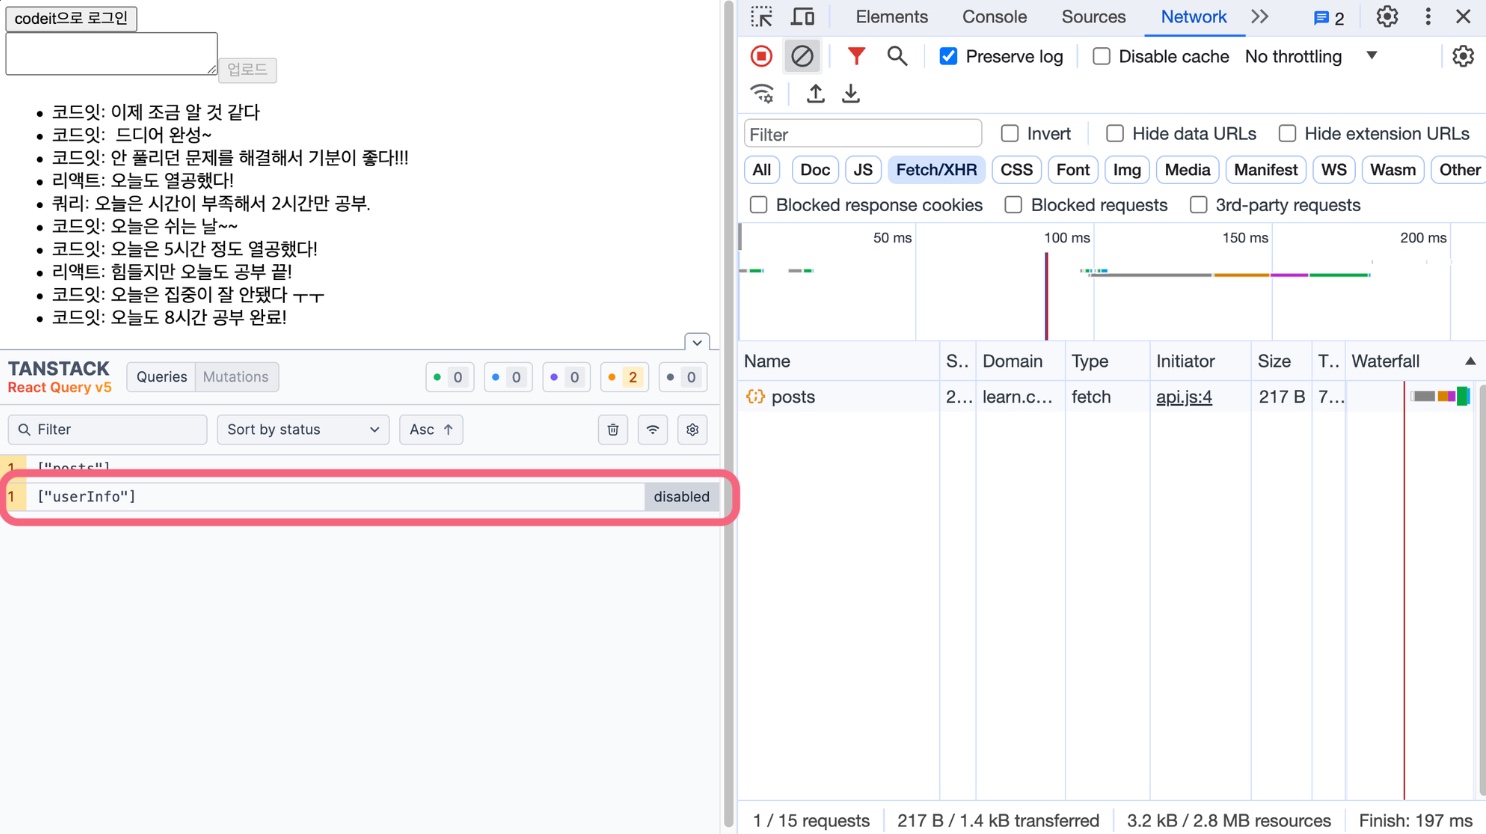 codeit으로 로그인
업로드
코드잇: 이제 조금 알 것 같다
코드잇: 드디어 완성~
코드잇: 안 풀리던 문제를 해결해서 기분이 좋다!!!
리액트: 오늘도 열공했다!
쿼리: 오늘은 시간이 부족해서 2시간만 공부.
코드잇: 오늘은 쉬는 날~~
코드잇: 오늘은 5시간 정도 열공했다!
리액트: 힘들지만 오늘도 공부 끝!
코드잇: 오늘은 집중이 잘 안됐다 ㅜㅜ
코드잇: 오늘도 8시간 공부 완료!
TANSTACK
React Query v5
Queries Mutations
0 0 0 2 0
Filter Sort by status Asc ↑
1 ["posts"]
1 ["userInfo"] disabled
Elements Console Sources Network 2
Preserve log Disable cache No throttling
Filter Invert Hide data URLs Hide extension URLs
All Doc JS Fetch/XHR CSS Font Img Media Manifest WS Wasm Other
Blocked response cookies Blocked requests 3rd-party requests
50 ms 100 ms 150 ms 200 ms
Name S.. Domain Type Initiator Size T.. Waterfall
posts 2... learn.c... fetch api.js:4 217 B 7...
1 / 15 requests 217 B / 1.4 kB transferred 3.2 kB / 2.8 MB resources Finish: 197 ms